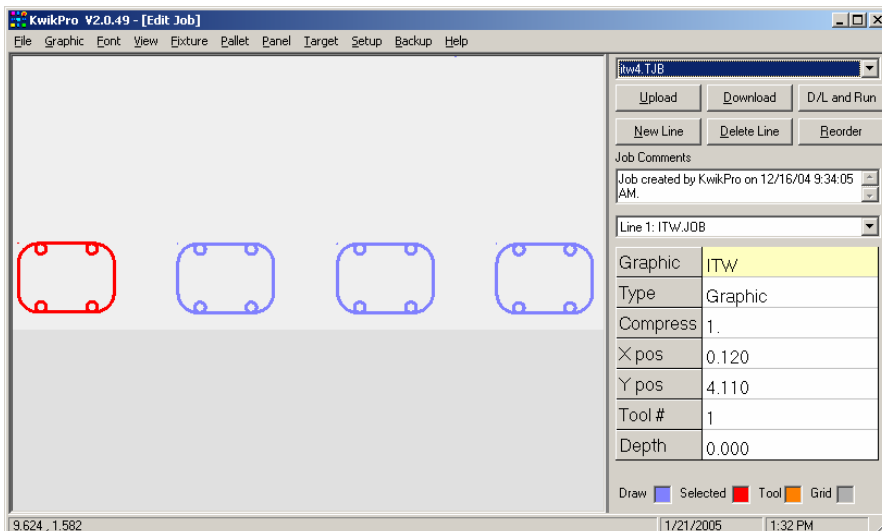 KwikPro V2.0.49 - [Edit Job]
File Graphic Font View Fixture Pallet Panel Target Setup Backup Help
itw4.TJB
Upload Download D/L and Run
New Line Delete Line Reorder
Job Comments
Job created by KwikPro on 12/16/04 9:34:05
AM.
Line 1: ITW.JOB
Graphic ITW
Type Graphic
Compress 1.
X pos 0.120
Y pos 4.110
Tool # 1
Depth 0.000
Draw Selected Tool Grid
9.624 , 1.582 1/21/2005 1:32 PM